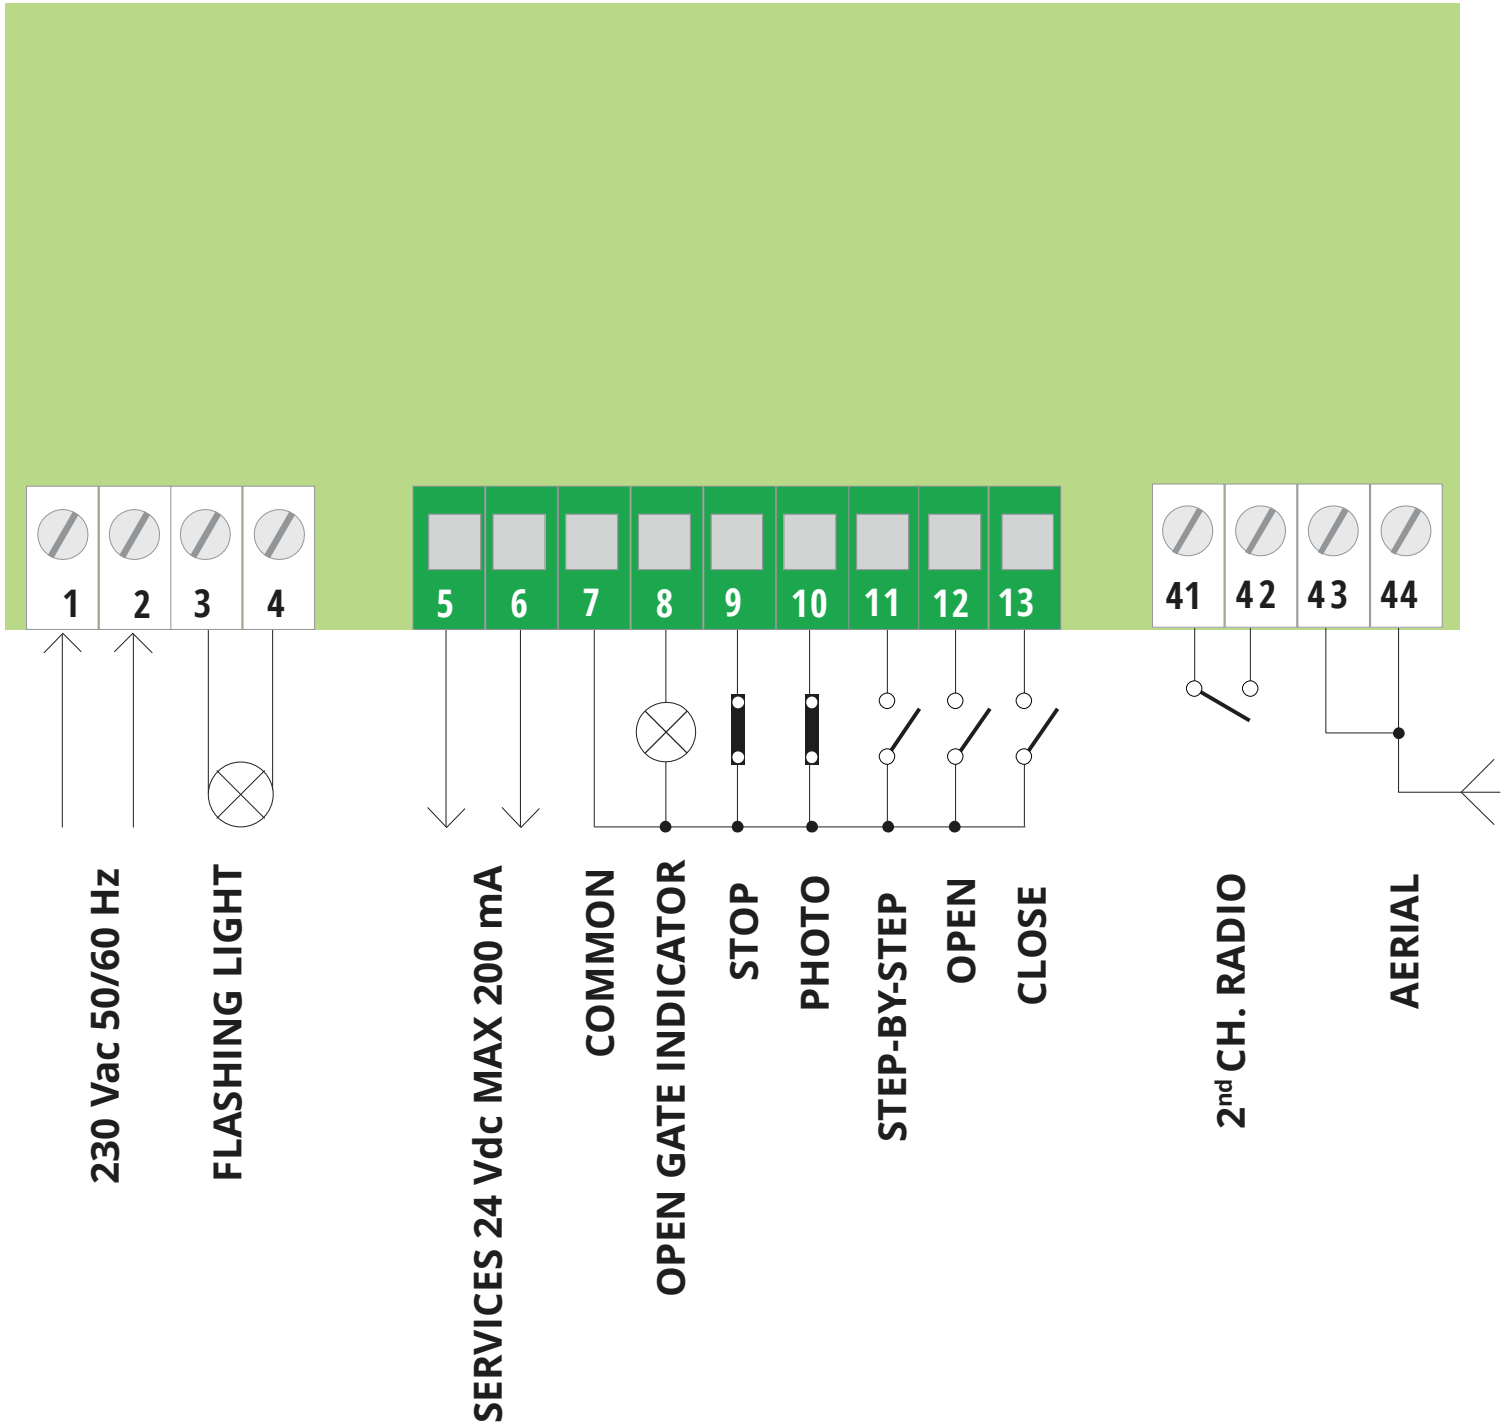 1 2 3 4 5 6 7 8 9 10 11 12 13 41 42 43 44
230 Vac 50/60 Hz
FLASHING LIGHT
SERVICES 24 Vdc MAX 200 mA
COMMON
OPEN GATE INDICATOR
STOP
PHOTO
STEP-BY-STEP
OPEN
CLOSE
2nd CH. RADIO
AERIAL